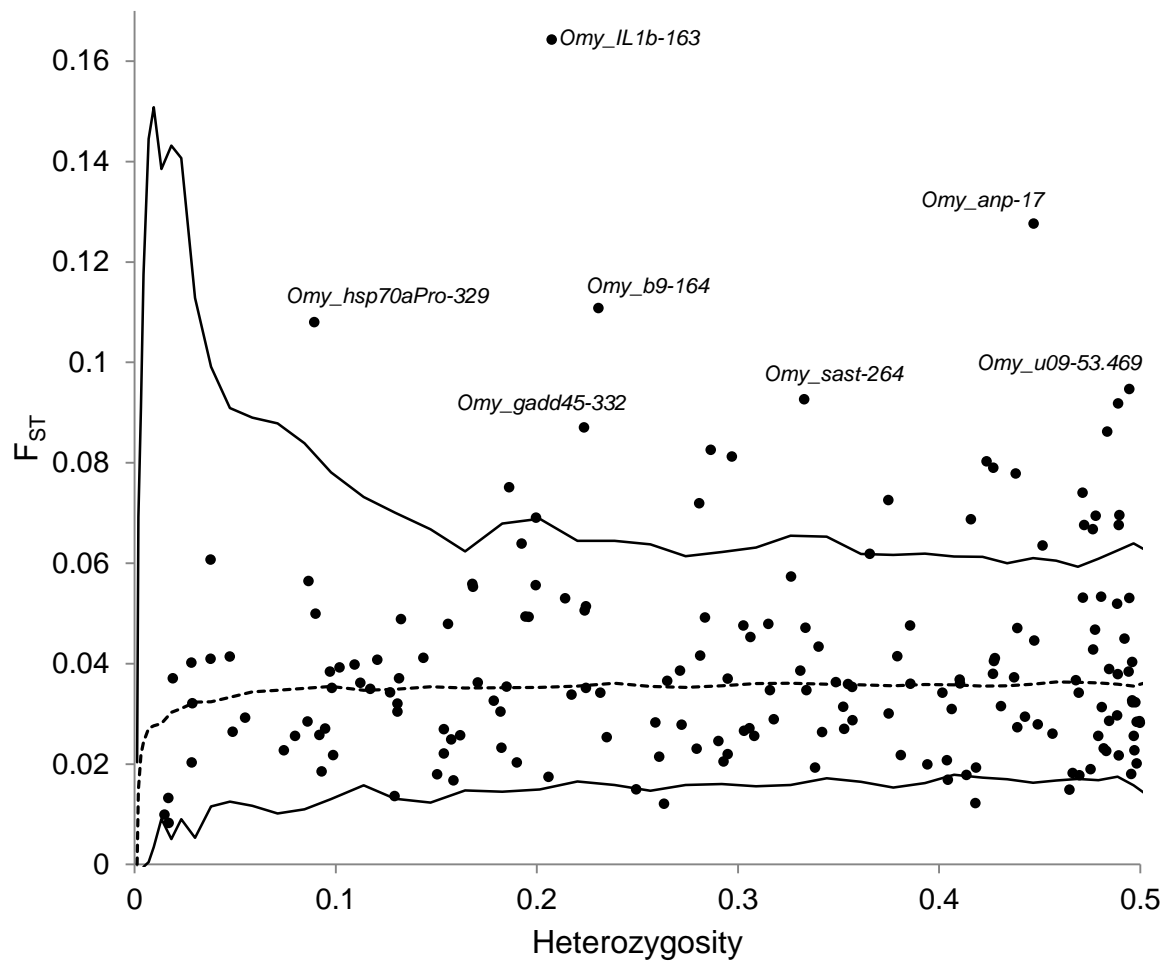 0.16
0.14
0.12
0.1
0.08
0.06
0.04
0.02
0
FST
Omy_IL1b-163
Omy_anp-17
Omy_b9-164
Omy_hsp70aPro-329
Omy_u09-53.469
Omy_sast-264
Omy_gadd45-332
0 0.1 0.2 0.3 0.4 0.5
Heterozygosity